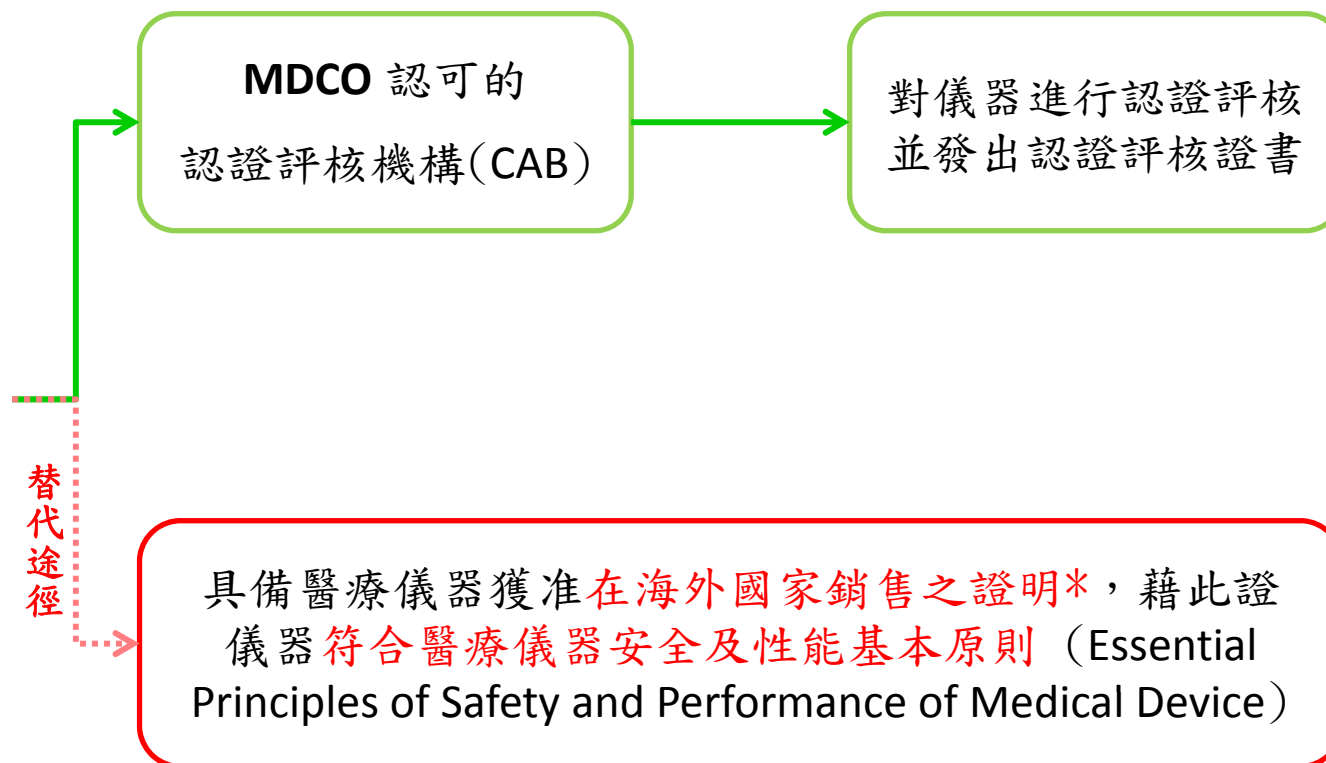 MDCO 認可的
認證評核機構(CAB)
對儀器進行認證評核
並發出認證評核證書
替代途徑
具備醫療儀器獲准在海外國家銷售之證明*，藉此證
儀器符合醫療儀器安全及性能基本原則（Essential
Principles of Safety and Performance of Medical Device）